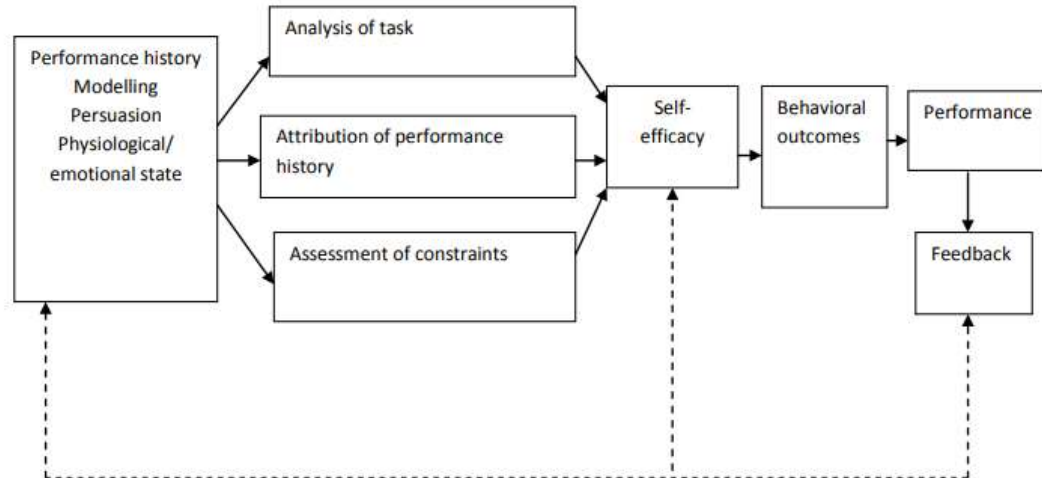 Performance history
Modelling
Persuasion
Physiological/
emotional state
Analysis of task
Attribution of performance
history
Assessment of constraints
Self-
efficacy
Behavioral
outcomes
Performance
Feedback